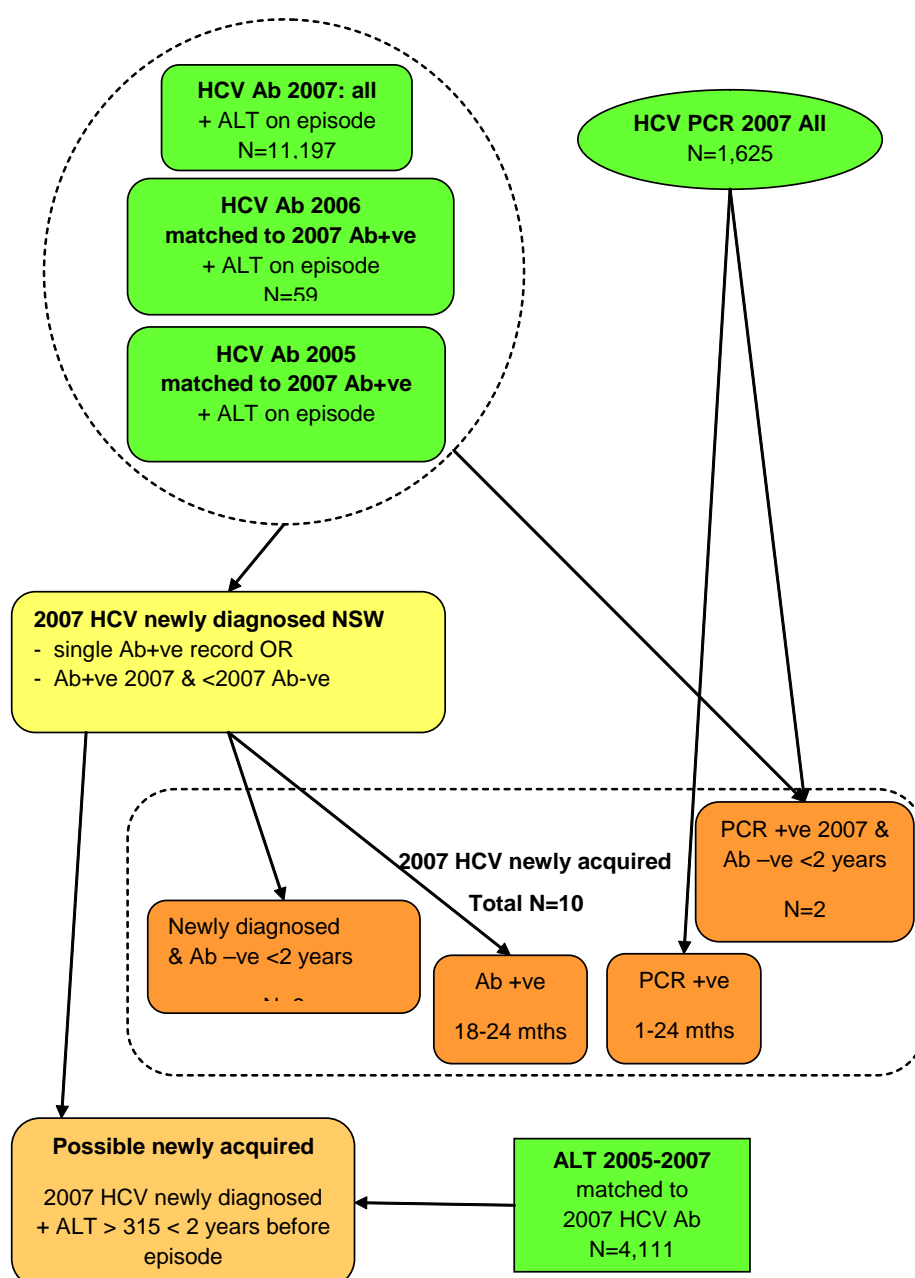 HCV Ab 2007: all
+ ALT on episode
N=11,197
HCV Ab 2006
matched to 2007 Ab+ve
+ ALT on episode
N=59
HCV Ab 2005
matched to 2007 Ab+ve
+ ALT on episode
HCV PCR 2007 All
N=1,625
2007 HCV newly diagnosed NSW
- single Ab+ve record OR
- Ab+ve 2007 & <2007 Ab-ve
PCR +ve 2007 &
Ab –ve <2 years
N=2
2007 HCV newly acquired
Total N=10
Newly diagnosed
& Ab –ve <2 years
Ab +ve
18-24 mths
PCR +ve
1-24 mths
Possible newly acquired
2007 HCV newly diagnosed
+ ALT > 315 < 2 years before
episode
ALT 2005-2007
matched to
2007 HCV Ab
N=4,111